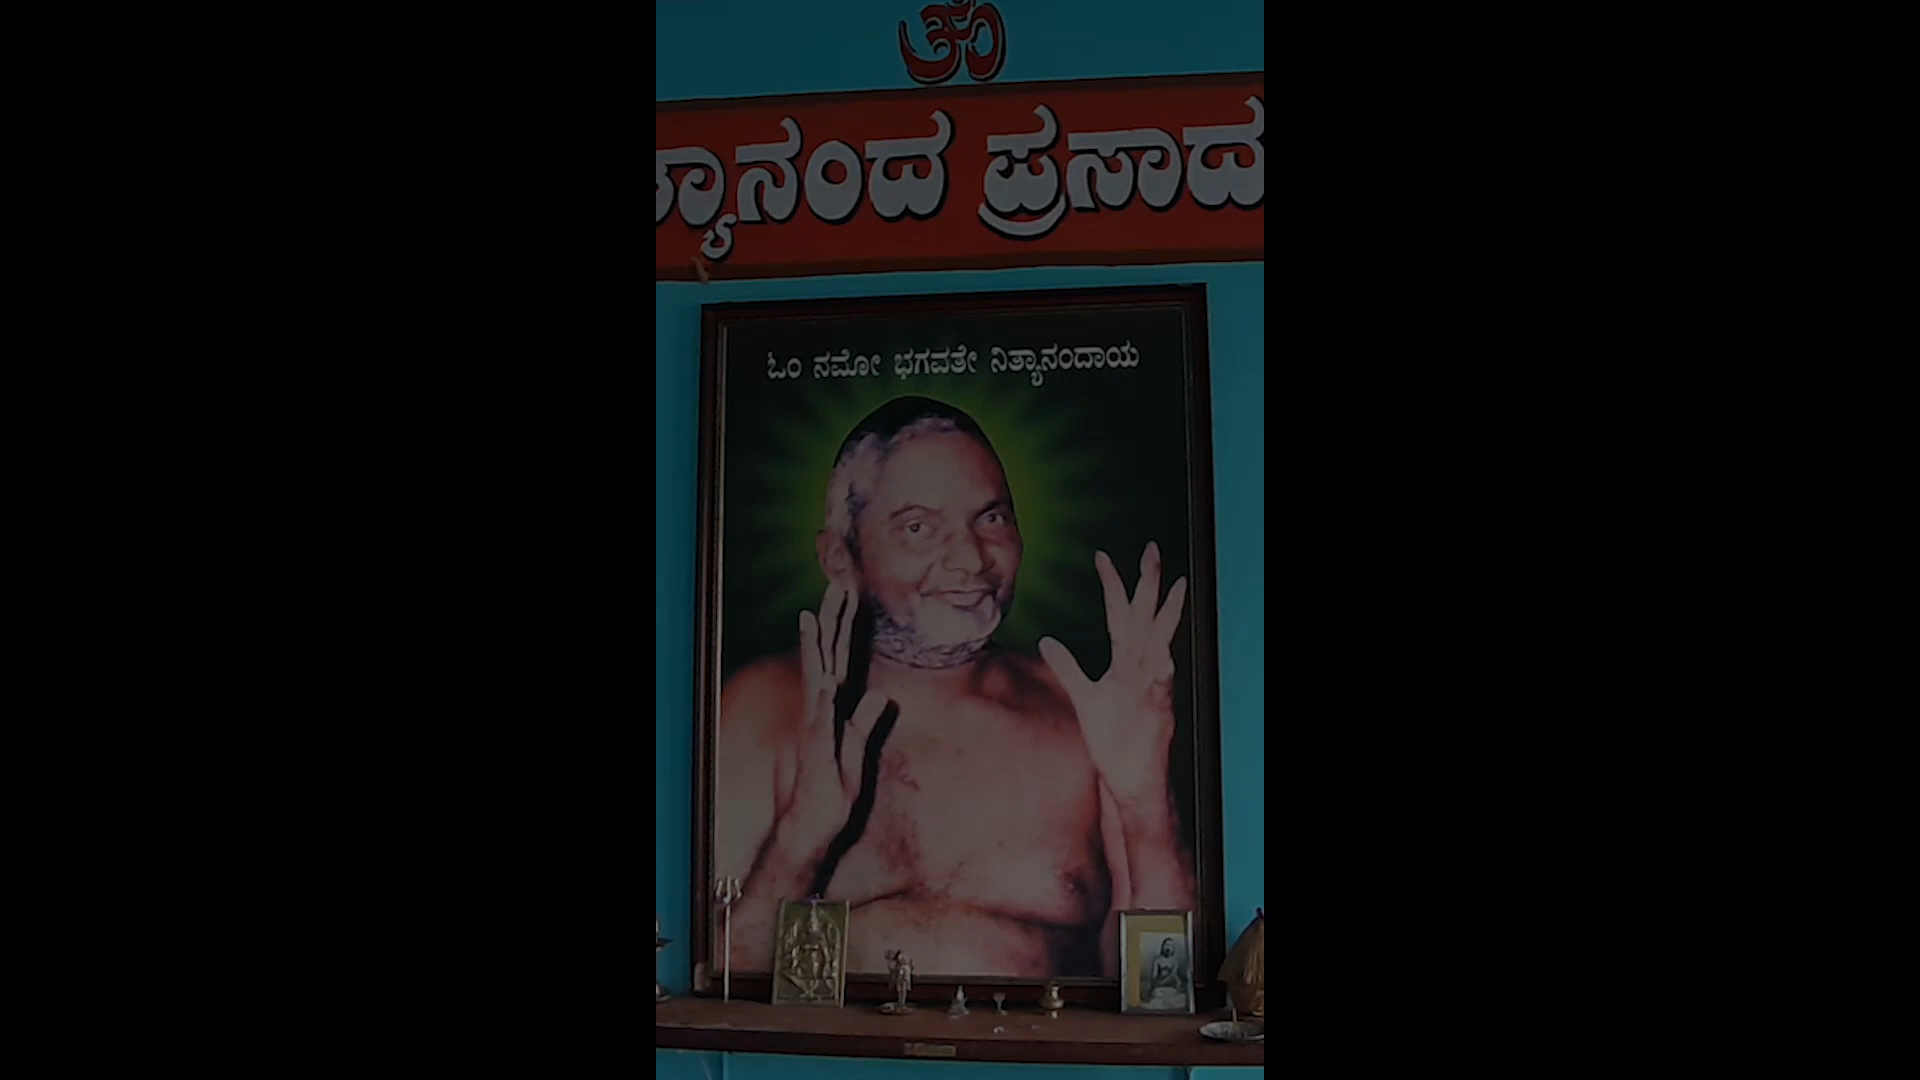 ಓಂ
ತ್ಯಾನಂದ ಪ್ರಸಾದ
ಓಂ ನಮೋ ಭಗವತೇ ನಿತ್ಯಾನಂದಾಯ